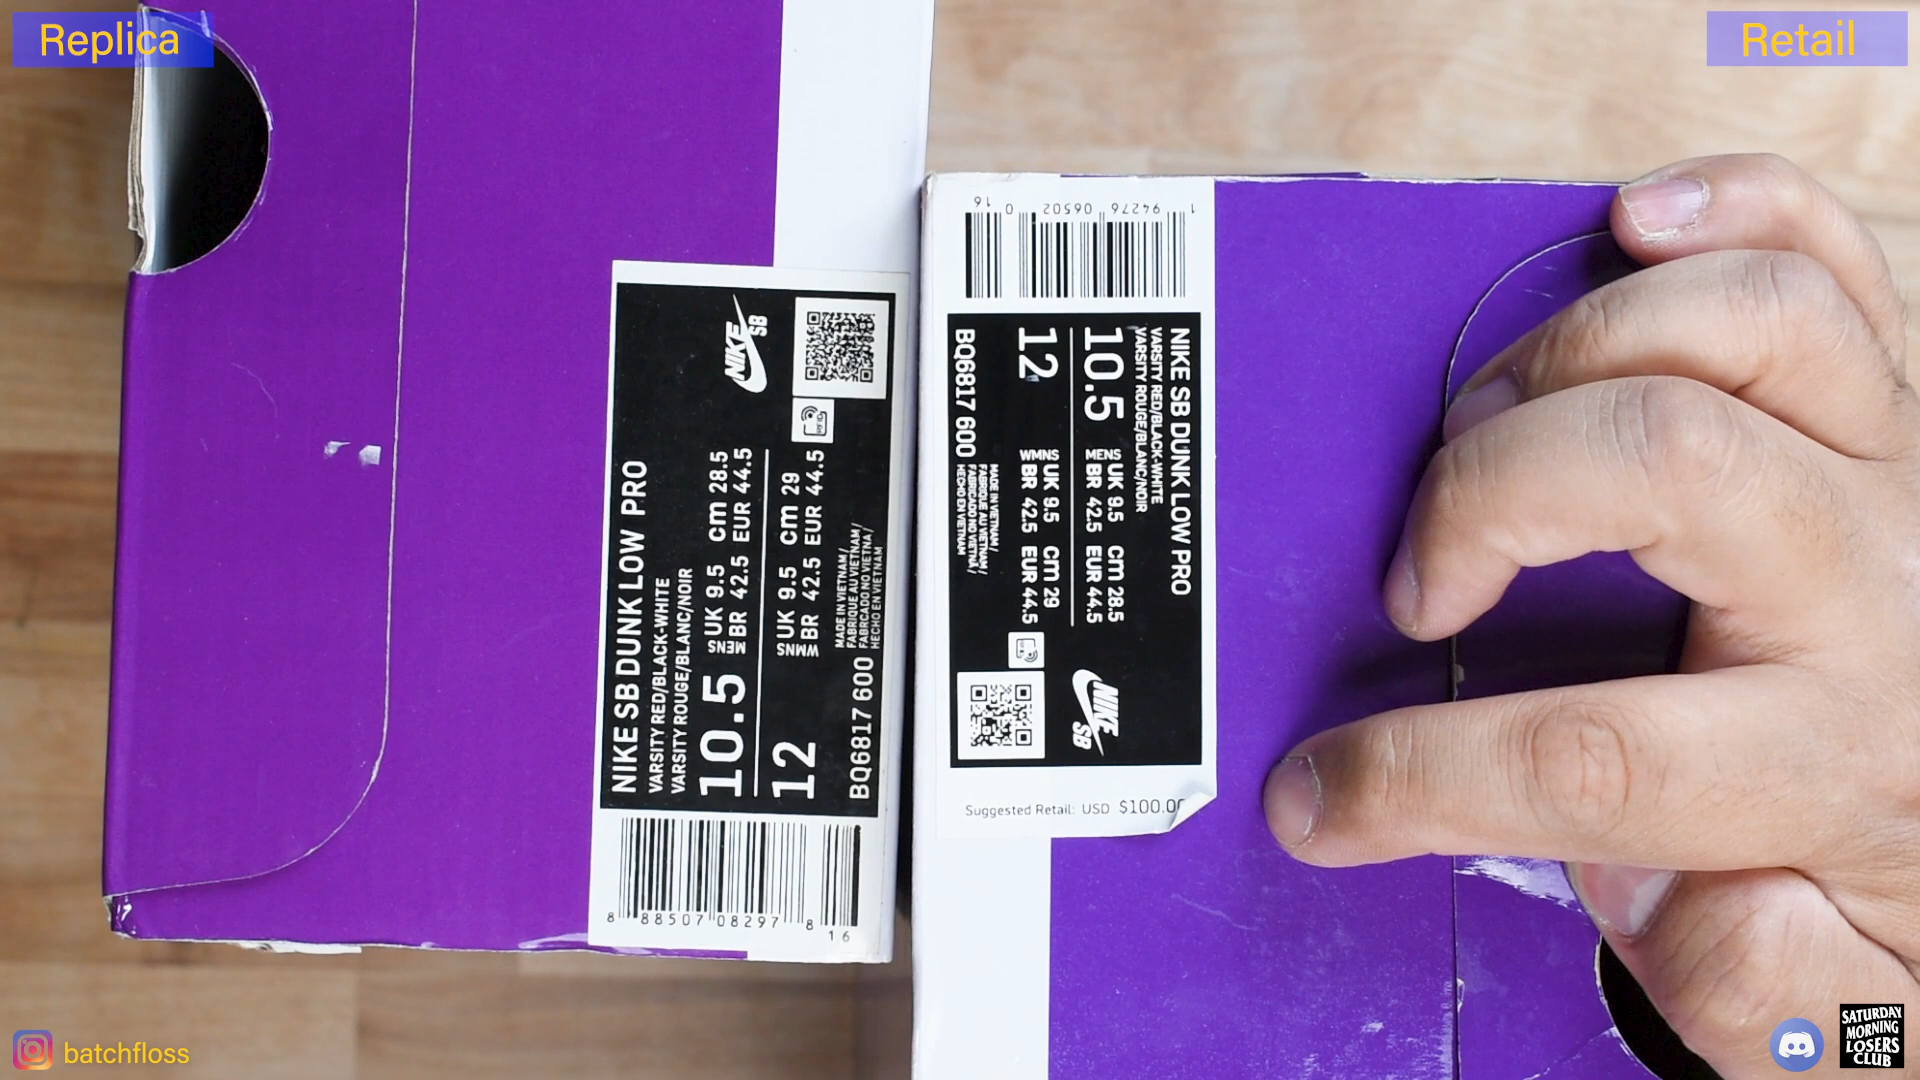 Replica
Retail
NIKE SB DUNK LOW PRO
VARSITY RED/BLACK-WHITE
VARSITY ROUGE/BLANC/NOIR
10.5 MENS UK 9.5 cm 28.5
BR 42.5 EUR 44.5
12 WMNS UK 9.5 cm 29
BR 42.5 EUR 44.5
MADE IN VIETNAM/
FABRIQUE AU VIETNAM/
FABRICADO NO VIETNA/
HECHO EN VIETNAM
BQ6817 600
NIKE
SB
8 88507 08297 8
16
NIKE SB DUNK LOW PRO
VARSITY RED/BLACK-WHITE
VARSITY ROUGE/BLANC/NOIR
10.5 MENS UK 9.5 cm 28.5
BR 42.5 EUR 44.5
12 WMNS UK 9.5 cm 29
BR 42.5 EUR 44.5
BQ6817 600
MADE IN VIETNAM/
FABRIQUE AU VIETNAM/
FABRICADO NO VIETNA/
HECHO EN VIETNAM
NIKE
SB
1 94276 06502 0
16
Suggested Retail: USD $100.00
batchfloss
SATURDAY
MORNING
LOSERS
CLUB